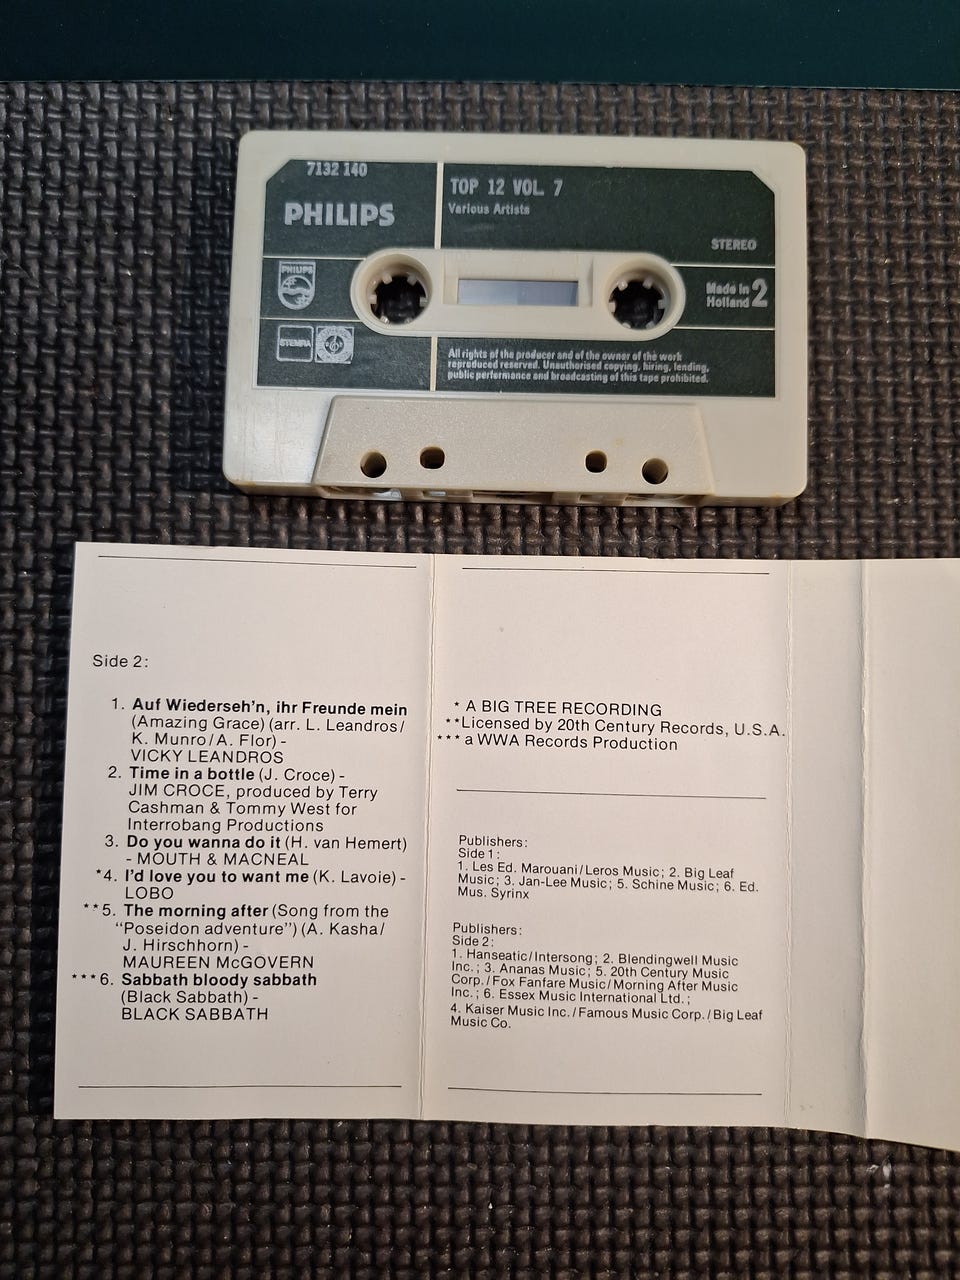 7132 140
PHILIPS
TOP 12 VOL. 7
Various Artists
STEREO
PHILIPS
Made in
Holland 2
STEMRA
All rights of the producer and of the owner of the work
reproduced reserved. Unauthorised copying, hiring, lending,
public performance and broadcasting of this tape prohibited.
Side 2:
1. Auf Wiederseh'n, ihr Freunde mein
(Amazing Grace) (arr. L. Leandros/
K. Munro/A. Flor) -
VICKY LEANDROS
2. Time in a bottle (J. Croce) -
JIM CROCE, produced by Terry
Cashman & Tommy West for
Interrobang Productions
3. Do you wanna do it (H. van Hemert)
- MOUTH & MACNEAL
*4. I'd love you to want me (K. Lavoie) -
LOBO
**5. The morning after (Song from the
"Poseidon adventure") (A. Kasha/
J. Hirschhorn) -
MAUREEN McGOVERN
***6. Sabbath bloody sabbath
(Black Sabbath) -
BLACK SABBATH
* A BIG TREE RECORDING
**Licensed by 20th Century Records, U.S.A.
*** a WWA Records Production
Publishers:
Side 1:
1. Les Ed. Marouani/Leros Music; 2. Big Leaf
Music; 3. Jan-Lee Music; 5. Schine Music; 6. Ed.
Mus. Syrinx
Publishers:
Side 2:
1. Hanseatic/Intersong; 2. Blendingwell Music
Inc.; 3. Ananas Music; 5. 20th Century Music
Corp./Fox Fanfare Music/Morning After Music
Inc.; 6. Essex Music International Ltd.;
4. Kaiser Music Inc./Famous Music Corp./Big Leaf
Music Co.